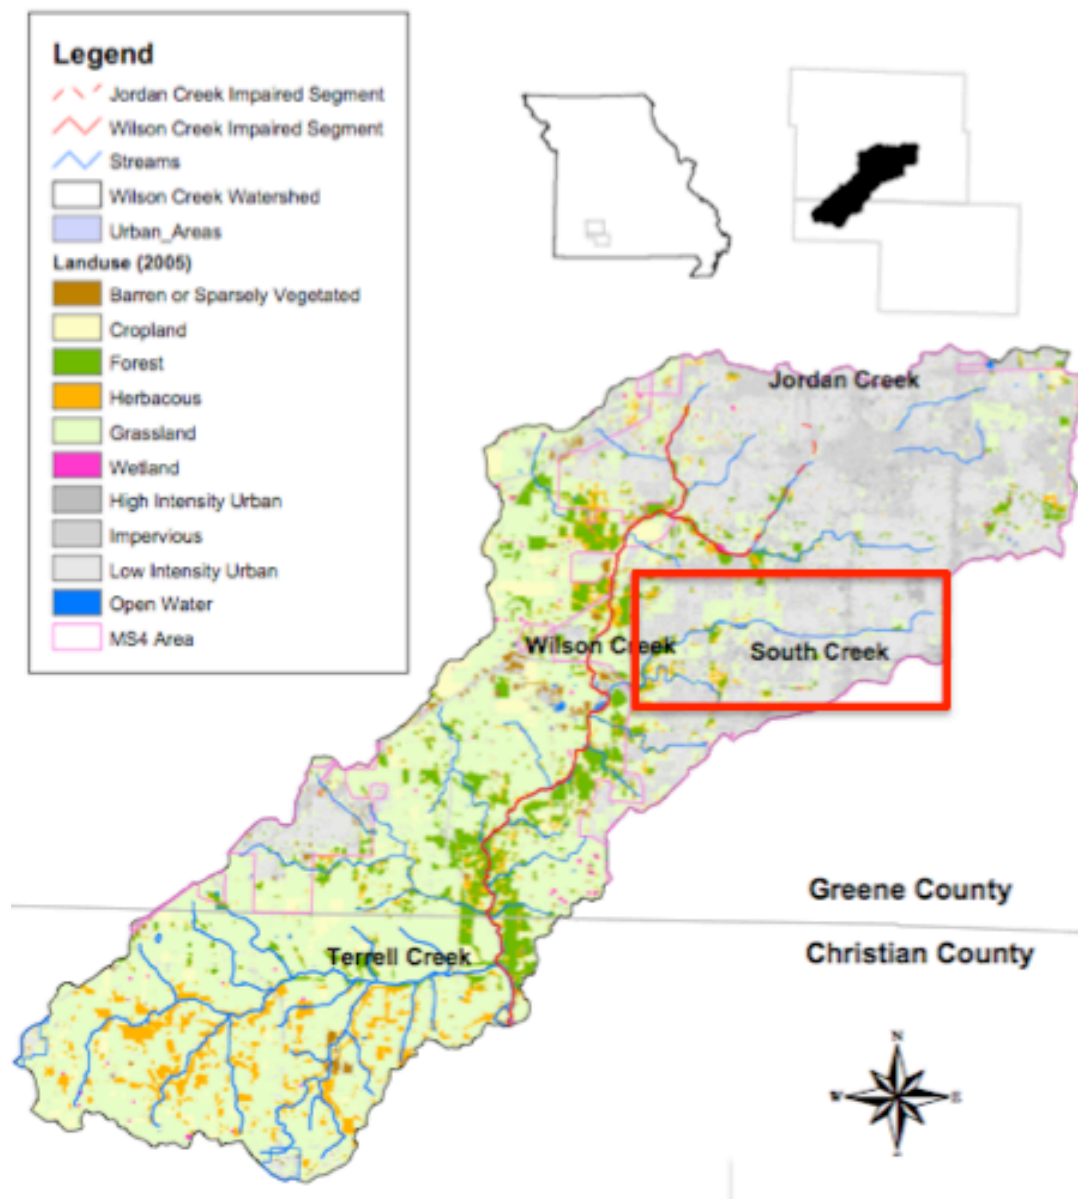 Legend
Jordan Creek Impaired Segment
Wilson Creek Impaired Segment
Streams
Wilson Creek Watershed
Urban_Areas
Landuse (2005)
Barren or Sparsely Vegetated
Cropland
Forest
Herbacous
Grassland
Wetland
High Intensity Urban
Impervious
Low Intensity Urban
Open Water
MS4 Area
Jordan Creek
Wilson Creek
South Creek
Greene County
Terrell Creek
Christian County
N
W
E